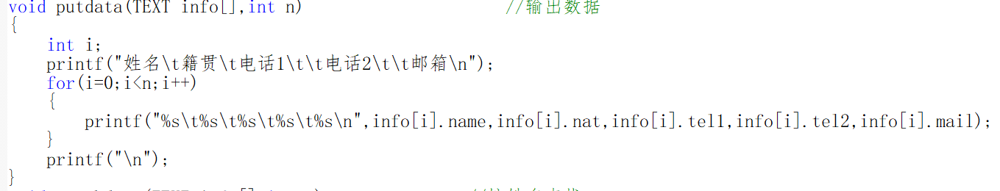 void putdata(TEXT info[],int n) //输出数据
{
int i;
printf("姓名\t籍贯\t电话1\t\t电话2\t\t邮箱\n");
for(i=0;i<n;i++)
{
printf("%s\t%s\t%s\t%s\t%s\n",info[i].name,info[i].nat,info[i].tel1,info[i].tel2,info[i].mail);
}
printf("\n");
}